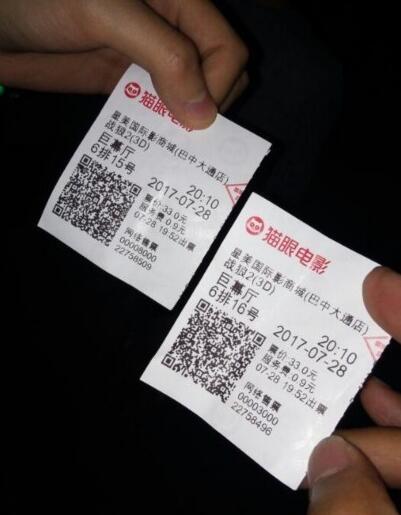 猫眼电影
星美国际影商城(巴中大通店)
战狼2(3D)
巨幕厅
6排15号
20:10
2017-07-28
票价33.0元
服务费0.9元
07-28 19:52出票
网络售票
00008000
22758509
猫眼电影
星美国际影商城(巴中大通店)
战狼2(3D)
巨幕厅
6排16号
20:10
2017-07-28
票价33.0元
服务费0.9元
07-28 19:52出票
网络售票
00003000
22758496